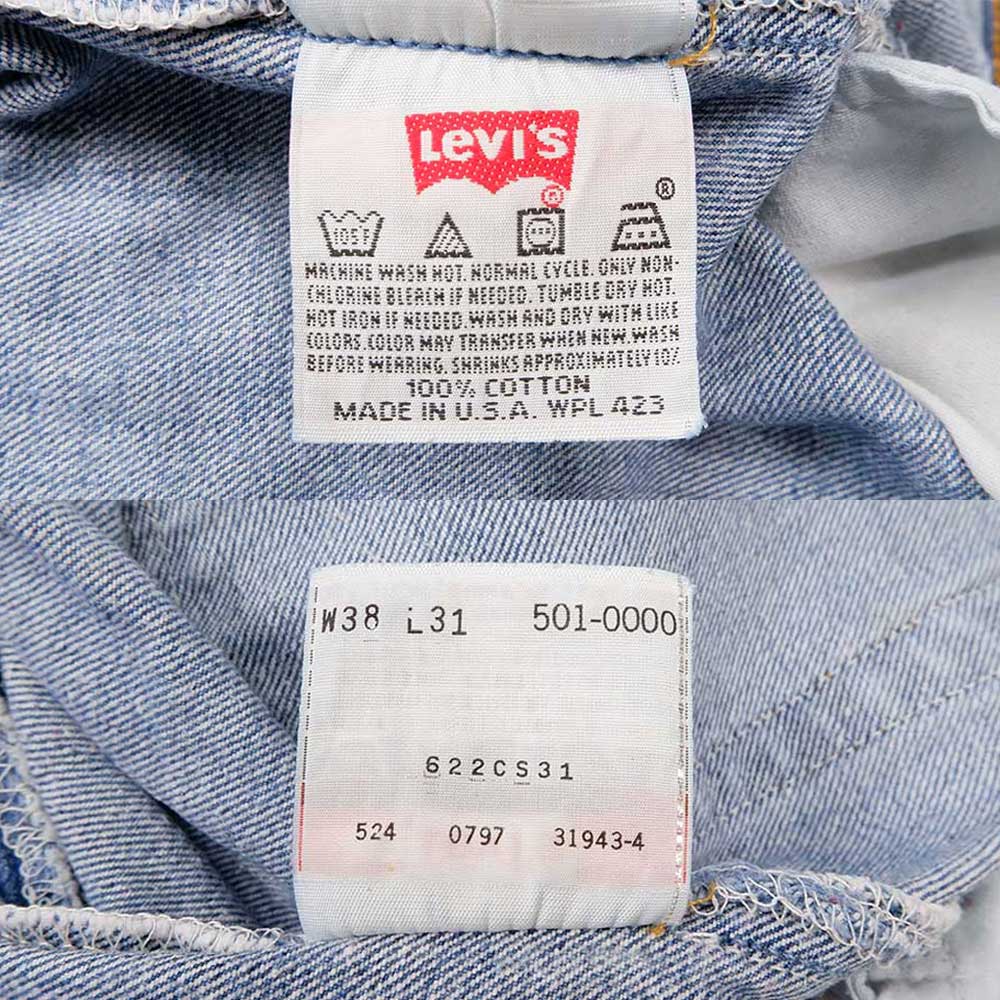 Levi's
®
®
105°F
MACHINE WASH HOT. NORMAL CYCLE. ONLY NON-
CHLORINE BLEACH IF NEEDED. TUMBLE DRY HOT.
HOT IRON IF NEEDED. WASH AND DRY WITH LIKE
COLORS. COLOR MAY TRANSFER WHEN NEW. WASH
BEFORE WEARING. SHRINKS APPROXIMATELY 10%
100% COTTON
MADE IN U.S.A. WPL 423
W38 L31 501-0000
622CS31
524 0797 31943-4